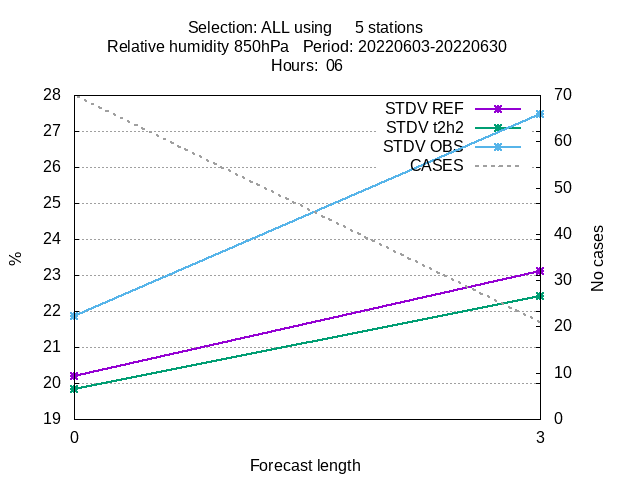 Selection: ALL using     5 stations
Relative humidity 850hPa   Period: 20220603-20220630
Hours:  06
28
27
26
25
24
23
22
21
20
19
%
STDV REF
STDV t2h2
STDV OBS
CASES
70
60
50
40
30
20
10
0
No cases
0
3
Forecast length